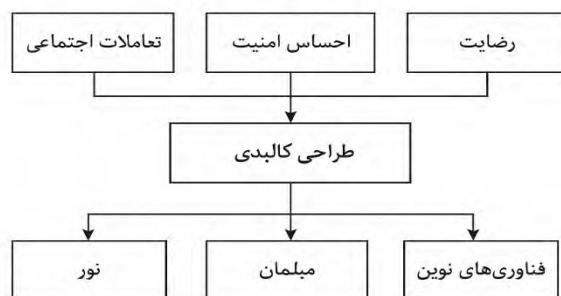 رضایت
احساس امنیت
تعاملات اجتماعی
طراحی کالبدی
فناوری‌های نوین
مبلمان
نور